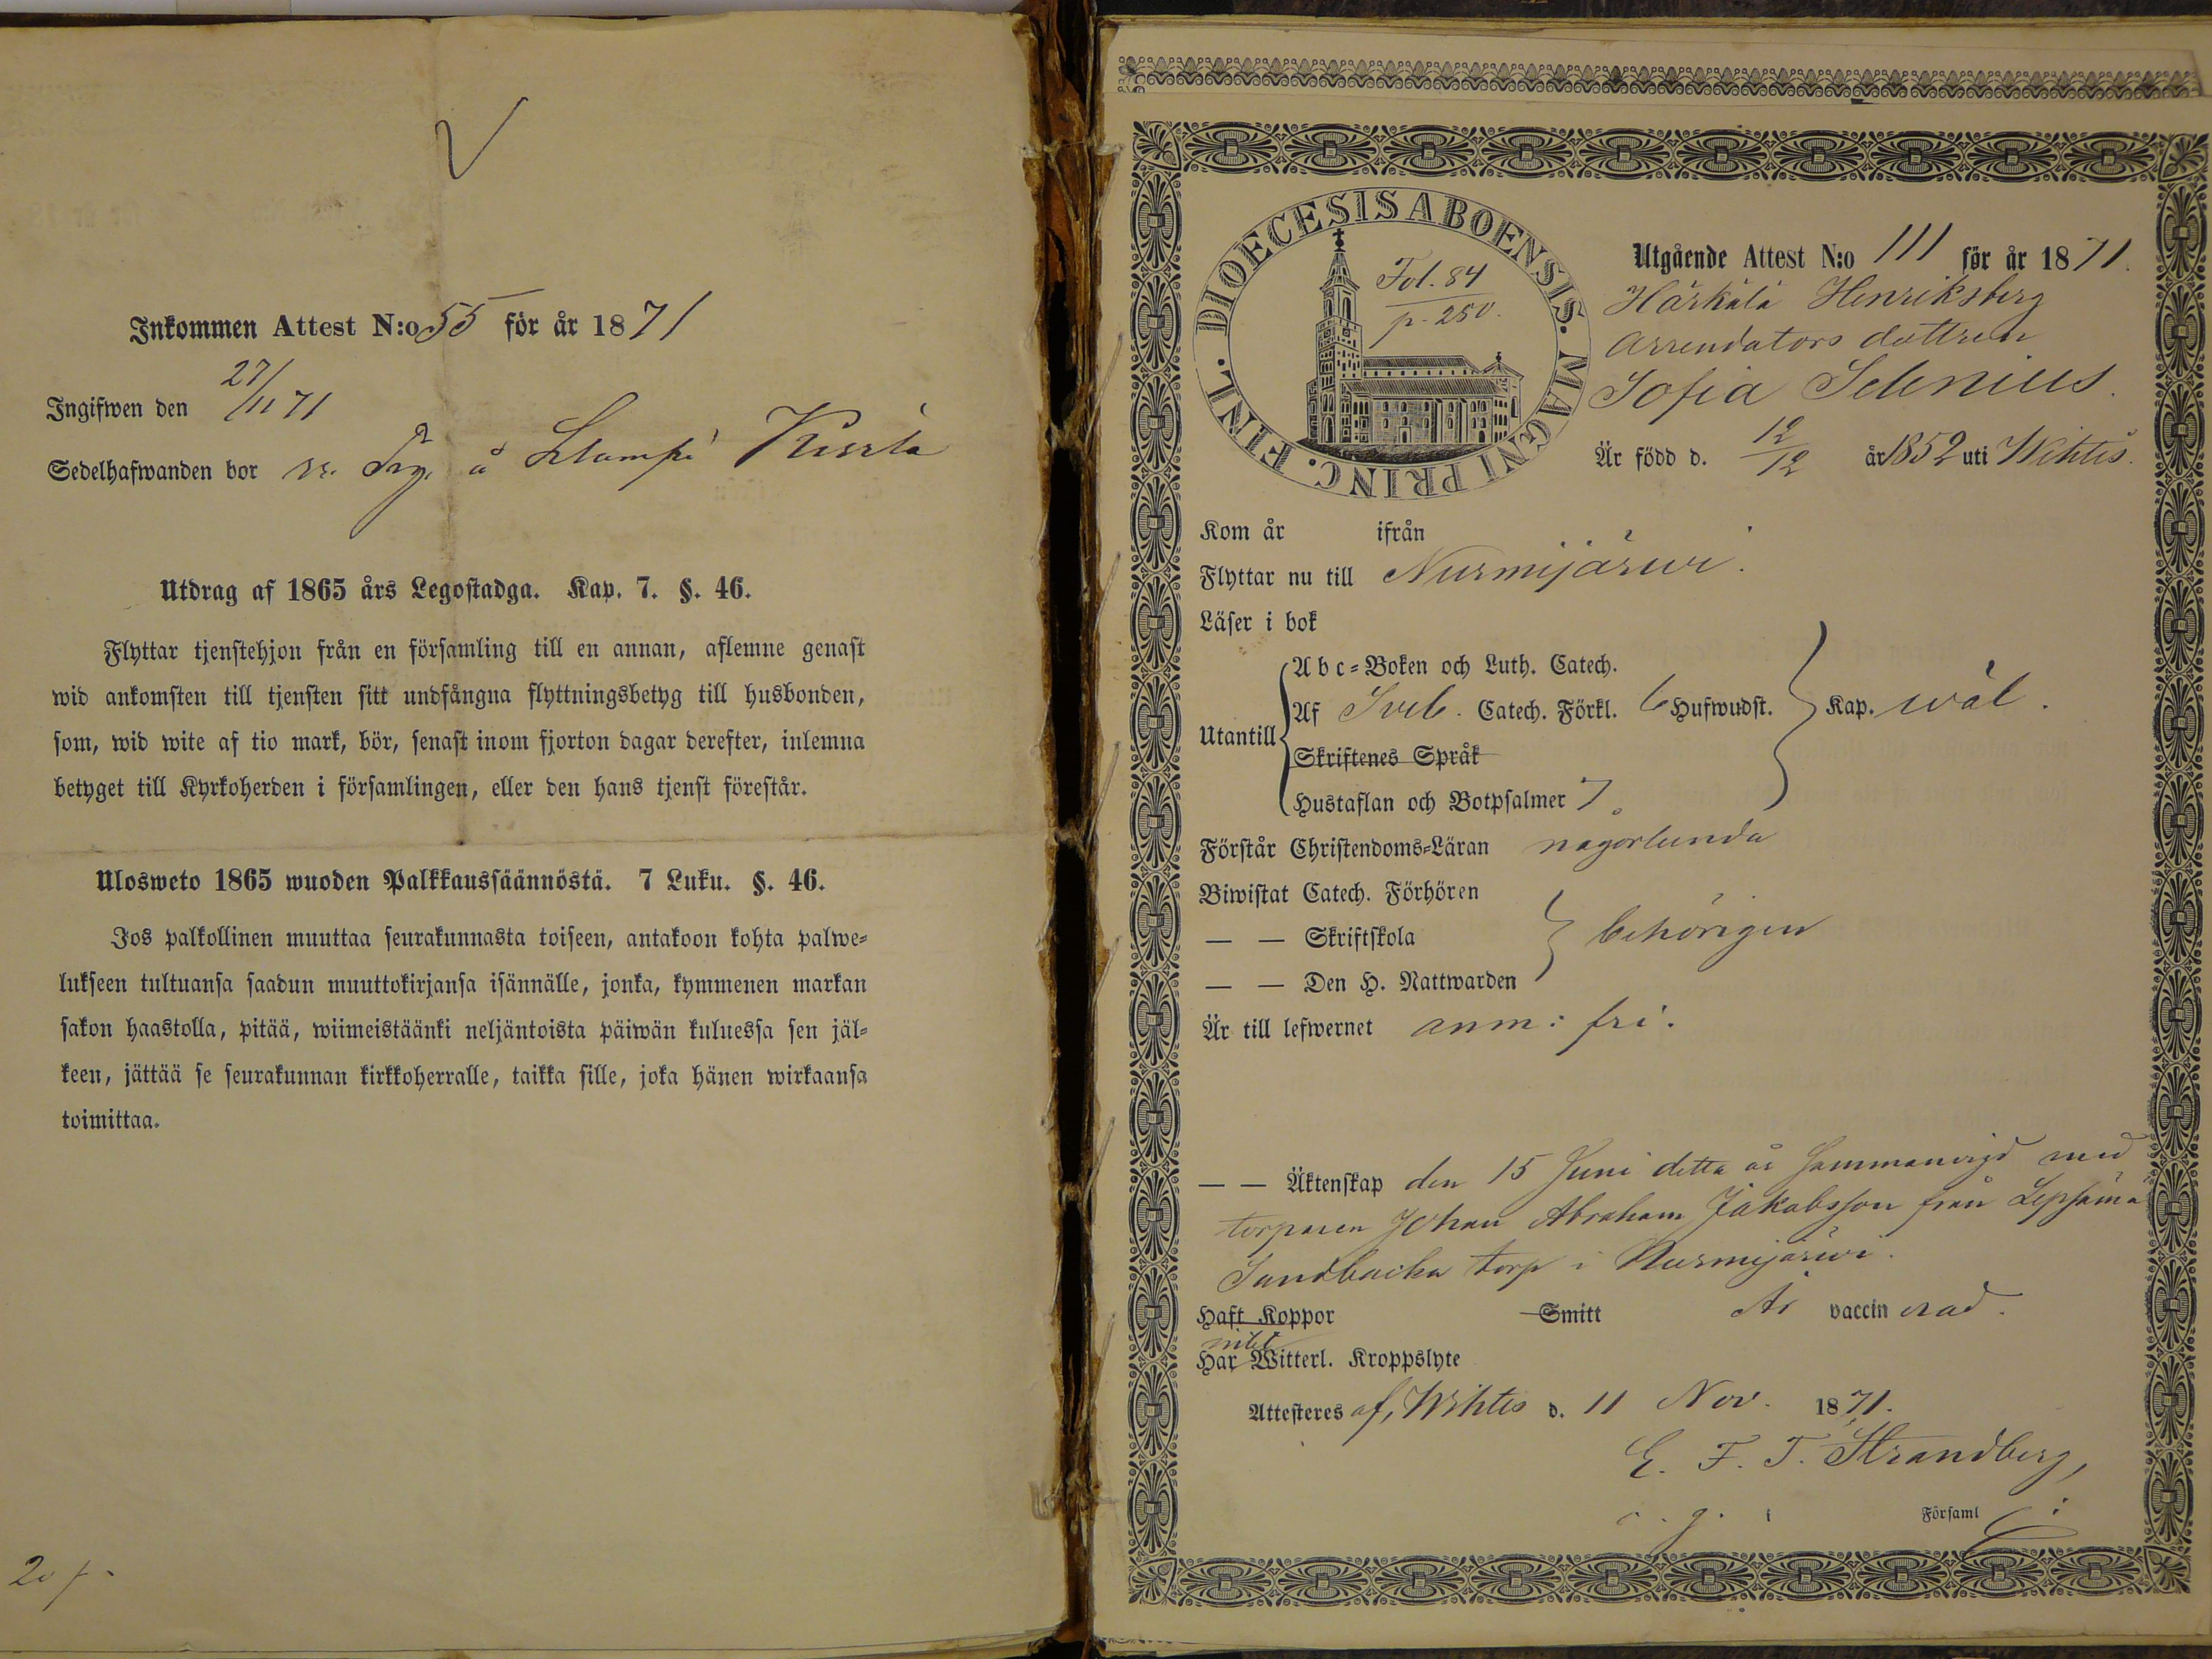 Inkommen Attest N:o 55 för år 1871
Ingifwen den 27/11 71
Sedelhafwanden bor
Utdrag af 1865 års Legostadga. Kap. 7. §. 46.
Flyttar tjenstehjon från en församling till en annan, aflemne genast
wid ankomsten till tjensten sitt undfångna flyttningsbetyg till husbonden,
som, wid wite af tio mark, bör, senast inom fjorton dagar derefter, inlemna
betyget till Kyrkoherden i församlingen, eller den hans tjenst förestår.
Ulosweto 1865 wuoden Palkkaussäännöstä. 7 Luku. §. 46.
Jos palkollinen muuttaa seurakunnasta toiseen, antakoon kohta palwe=
lukseen tultuansa saadun muuttokirjansa isännälle, jonka, kymmenen markan
sakon haastolla, pitää, wiimeistäänki neljäntoista päiwän kuluessa sen jäl=
keen, jättää se seurakunnan kirkkoherralle, taikka sille, joka hänen wirkaansa
toimittaa.
DIOECESIS ABOENSIS. MAGNI PRINC. FINL.
Fol. 84
p. 250.
Utgående Attest N:o 111 för år 1871.
Härkälä Henriksberg
arrendators dottren
Sofia Selenius.
Är född d. 12/12 år 1852 uti Wihtis.
Kom år ifrån
Flyttar nu till Nurmijärwi.
Läser i bok
Utantill
A b c=Boken och Luth. Catech.
Af Sveb. Catech. Förkl. 6 Hufwudst.
Skriftenes Språk
Hustaflan och Botpsalmer 7.
Kap. wäl.
Förstår Christendoms=Läran någorlunda
Biwistat Catech. Förhören
— — Skriftskola
— — Den H. Nattwarden
behörigen
Är till lefwernet anm: fri.
— — Äktenskap den 15 Juni detta år sammanvigd med
torparen Johan Abraham Jakobsson från Lepsämä
Sandbacka torp i Nurmijärwi.
Haft Koppor Smitt Är vaccinerad.
Har Witterl. Kroppslyte
Attesteres af, Wihtis d. 11 Nov. 1871.
E. F. T. Strandberg,
i Församl